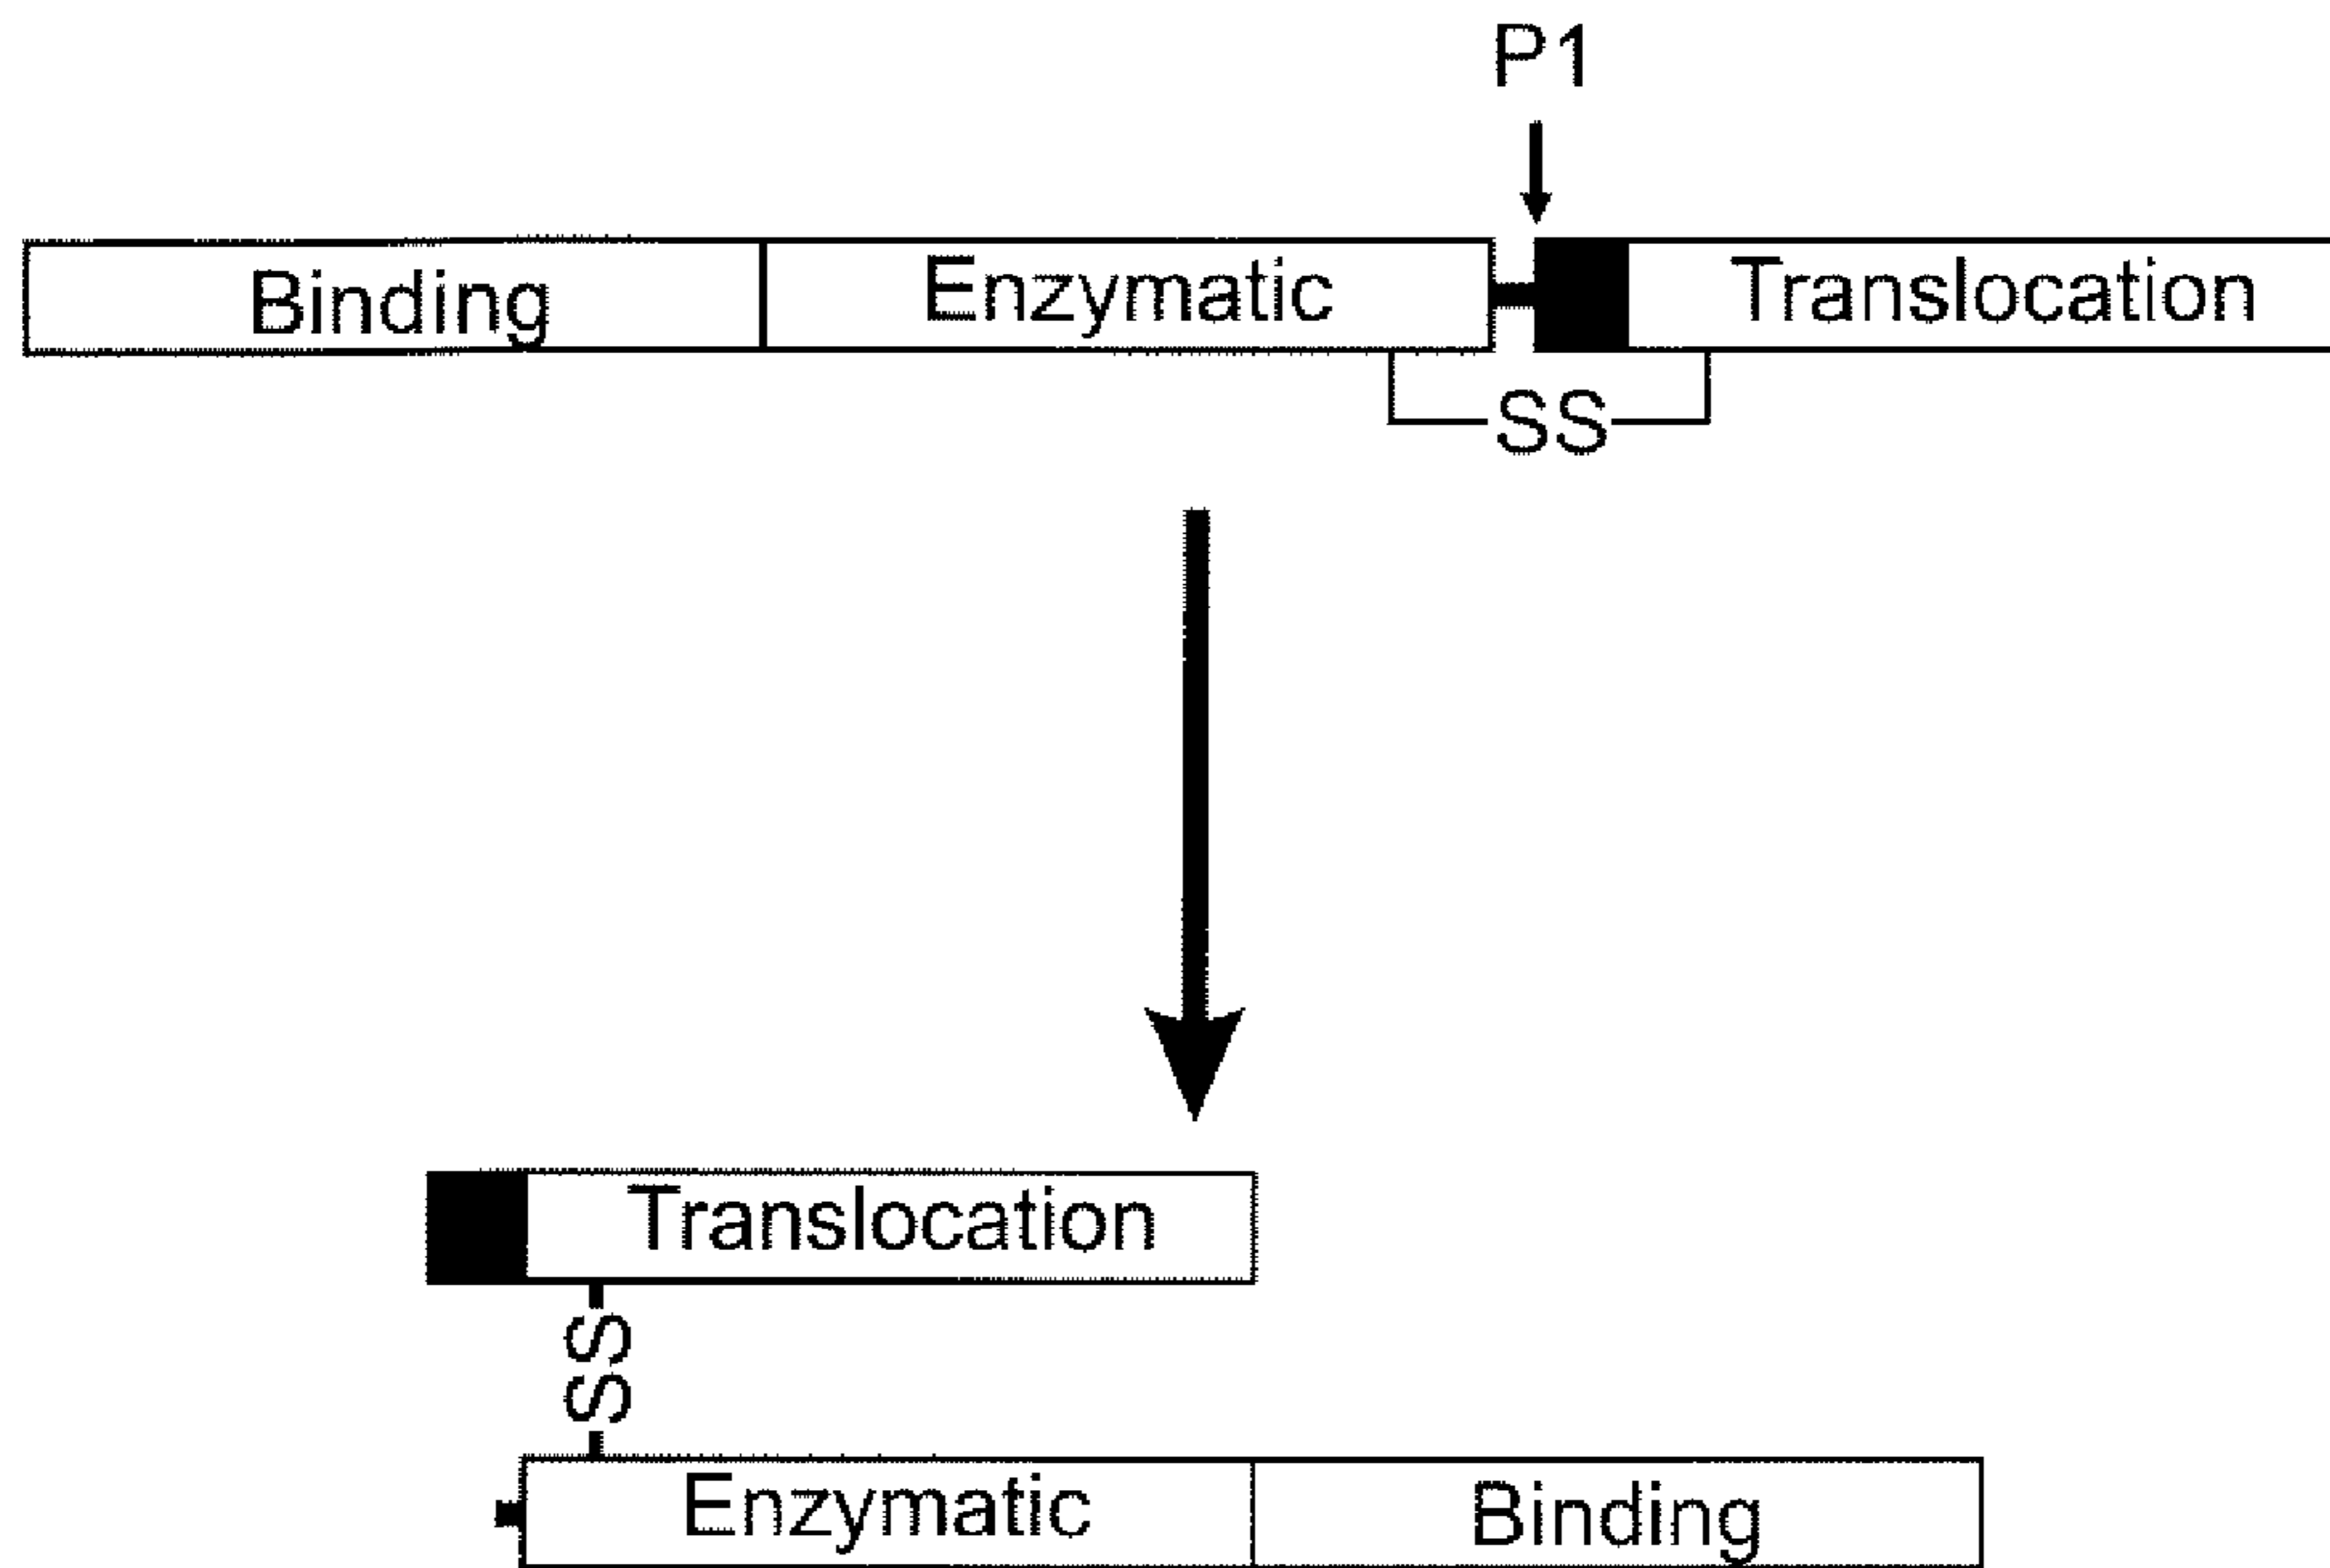 P1
Binding Enzymatic Translocation
SS
Translocation
SS
Enzymatic Binding